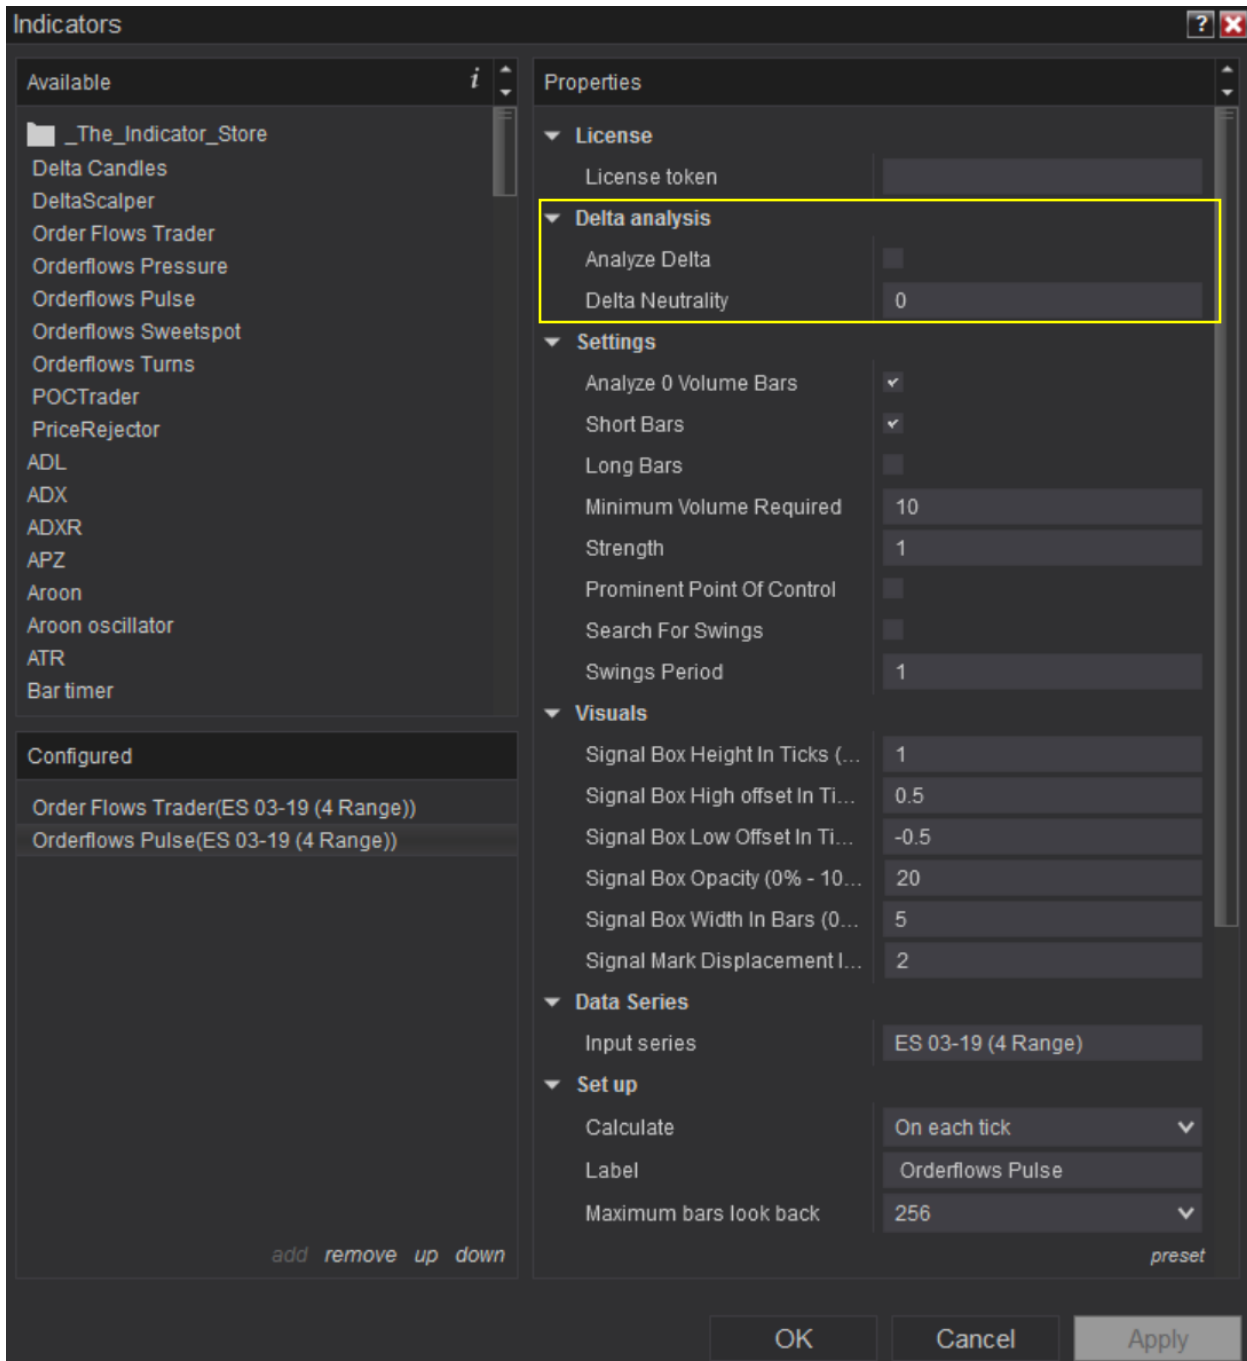 Indicators
?
Available
i
_The_Indicator_Store
Delta Candles
DeltaScalper
Order Flows Trader
Orderflows Pressure
Orderflows Pulse
Orderflows Sweetspot
Orderflows Turns
POCTrader
PriceRejector
ADL
ADX
ADXR
APZ
Aroon
Aroon oscillator
ATR
Bar timer
Configured
Order Flows Trader(ES 03-19 (4 Range))
Orderflows Pulse(ES 03-19 (4 Range))
add remove up down
Properties
License
License token
Delta analysis
Analyze Delta
Delta Neutrality 0
Settings
Analyze 0 Volume Bars
Short Bars
Long Bars
Minimum Volume Required 10
Strength 1
Prominent Point Of Control
Search For Swings
Swings Period 1
Visuals
Signal Box Height In Ticks (... 1
Signal Box High offset In Ti... 0.5
Signal Box Low Offset In Ti... -0.5
Signal Box Opacity (0% - 10... 20
Signal Box Width In Bars (0... 5
Signal Mark Displacement I... 2
Data Series
Input series ES 03-19 (4 Range)
Set up
Calculate On each tick
Label Orderflows Pulse
Maximum bars look back 256
preset
OK Cancel Apply